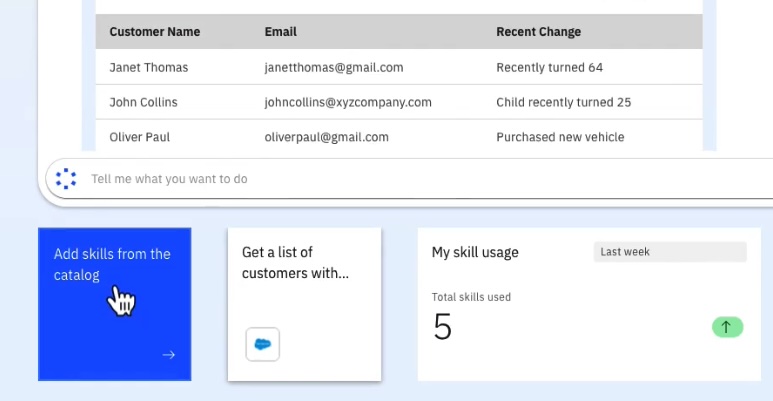 Customer Name Email Recent Change
Janet Thomas janetthomas@gmail.com Recently turned 64
John Collins johncollins@xyzcompany.com Child recently turned 25
Oliver Paul oliverpaul@gmail.com Purchased new vehicle
Tell me what you want to do
Add skills from the
catalog
Get a list of
customers with...
My skill usage
Last week
Total skills used
5